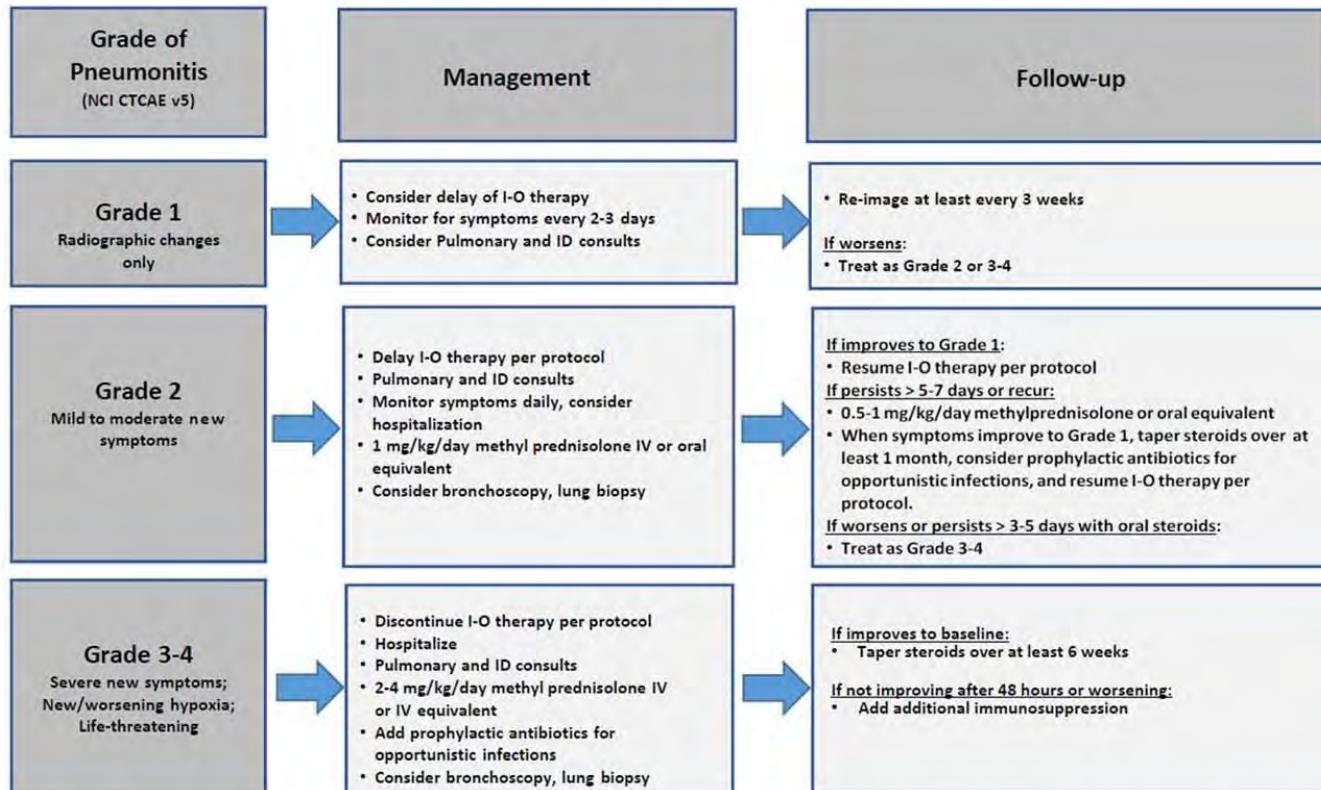 Grade of
Pneumonitis
(NCI CTCAE v5)
Management
Follow-up
Grade 1
Radiographic changes
only
• Consider delay of I-O therapy
• Monitor for symptoms every 2-3 days
• Consider Pulmonary and ID consults
• Re-image at least every 3 weeks
If worsens:
• Treat as Grade 2 or 3-4
Grade 2
Mild to moderate new
symptoms
• Delay I-O therapy per protocol
• Pulmonary and ID consults
• Monitor symptoms daily, consider
hospitalization
• 1 mg/kg/day methyl prednisolone IV or oral
equivalent
• Consider bronchoscopy, lung biopsy
If improves to Grade 1:
• Resume I-O therapy per protocol
If persists > 5-7 days or recur:
• 0.5-1 mg/kg/day methylprednisolone or oral equivalent
• When symptoms improve to Grade 1, taper steroids over at
least 1 month, consider prophylactic antibiotics for
opportunistic infections, and resume I-O therapy per
protocol.
If worsens or persists > 3-5 days with oral steroids:
• Treat as Grade 3-4
Grade 3-4
Severe new symptoms;
New/worsening hypoxia;
Life-threatening
• Discontinue I-O therapy per protocol
• Hospitalize
• Pulmonary and ID consults
• 2-4 mg/kg/day methyl prednisolone IV
or IV equivalent
• Add prophylactic antibiotics for
opportunistic infections
• Consider bronchoscopy, lung biopsy
If improves to baseline:
• Taper steroids over at least 6 weeks
If not improving after 48 hours or worsening:
• Add additional immunosuppression